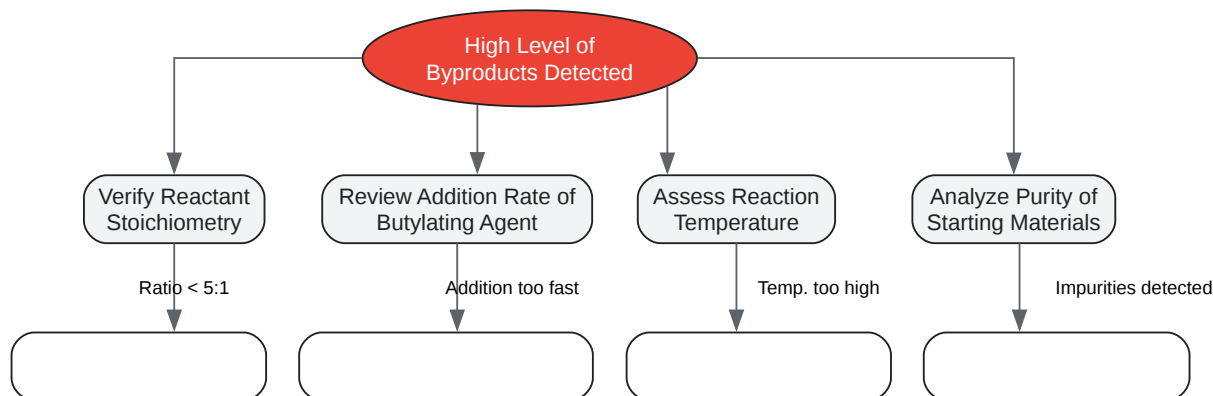 High Level of
Byproducts Detected
Verify Reactant
Stoichiometry
Review Addition Rate of
Butylating Agent
Assess Reaction
Temperature
Analyze Purity of
Starting Materials
Ratio < 5:1
Addition too fast
Temp. too high
Impurities detected